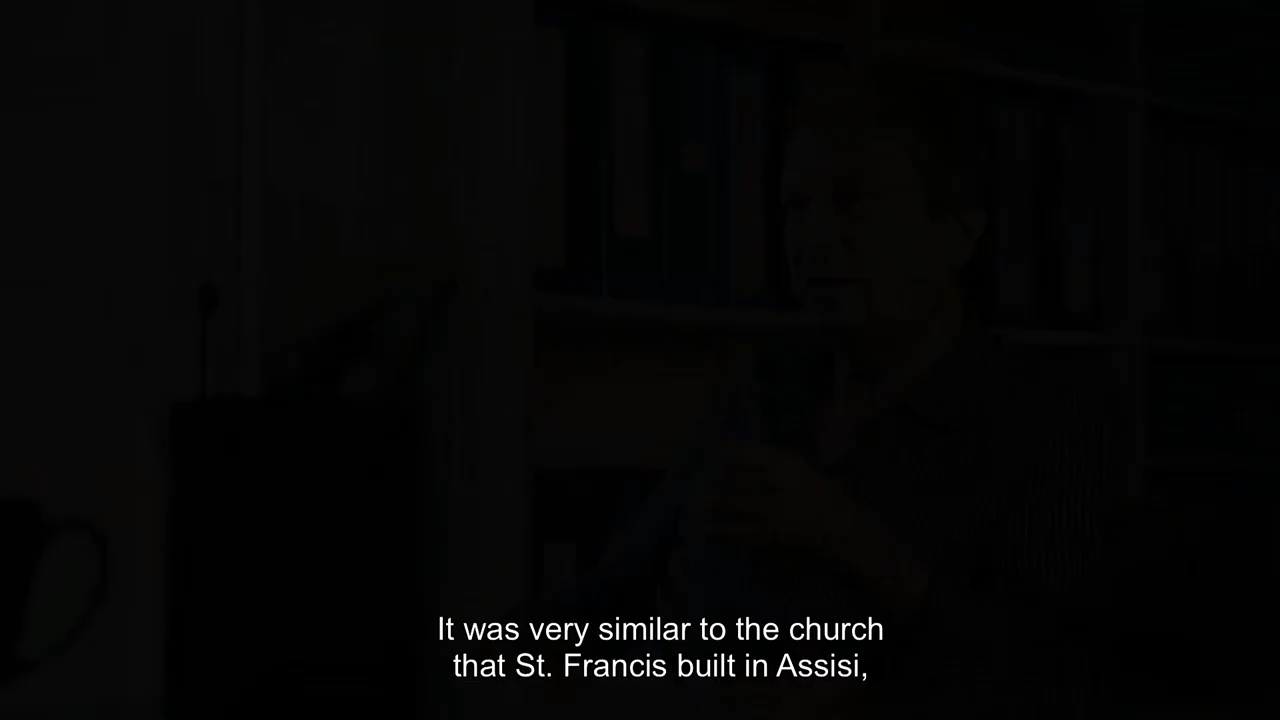 It was very similar to the church
that St. Francis built in Assisi,